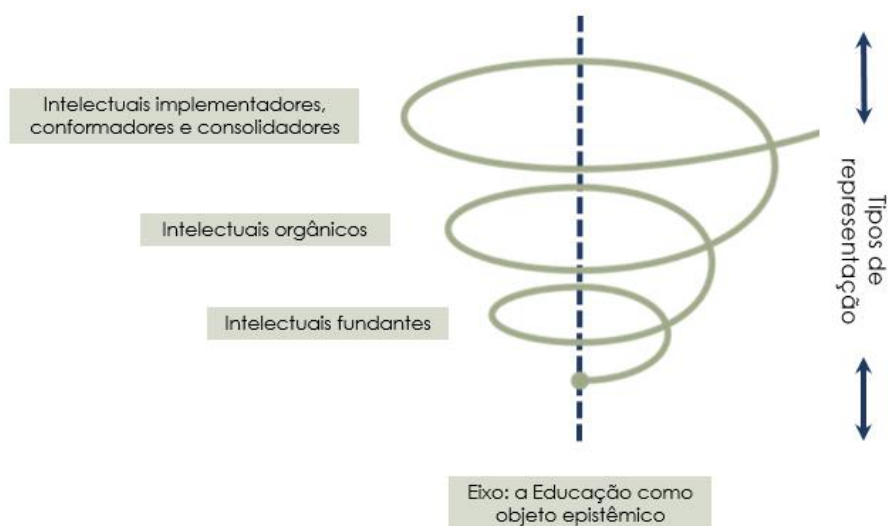 Intelectuais implementadores,
conformadores e consolidadores
Intelectuais orgânicos
Intelectuais fundantes
Tipos de
representação
Eixo: a Educação como
objeto epistêmico